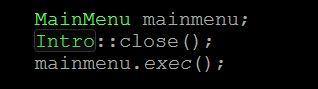 MainMenu mainmenu;
Intro::close();
mainmenu.exec();